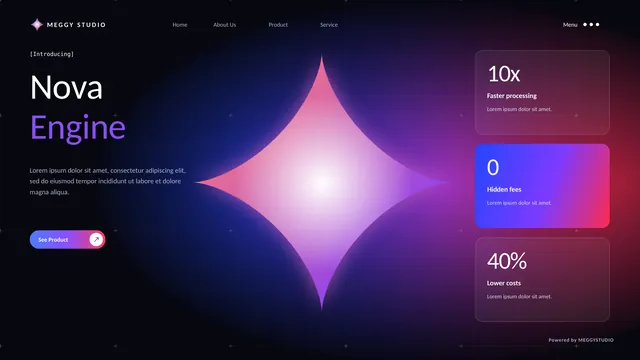 MEGGY STUDIO
Home
About Us
Product
Service
Menu
[Introducing]
Nova
Engine
Lorem ipsum dolor sit amet, consectetur adipiscing elit,
sed do eiusmod tempor incididunt ut labore et dolore
magna aliqua.
See Product
10x
Faster processing
Lorem ipsum dolor sit amet.
0
Hidden fees
Lorem ipsum dolor sit amet.
40%
Lower costs
Lorem ipsum dolor sit amet.
Powered by MEGGYSTUDIO